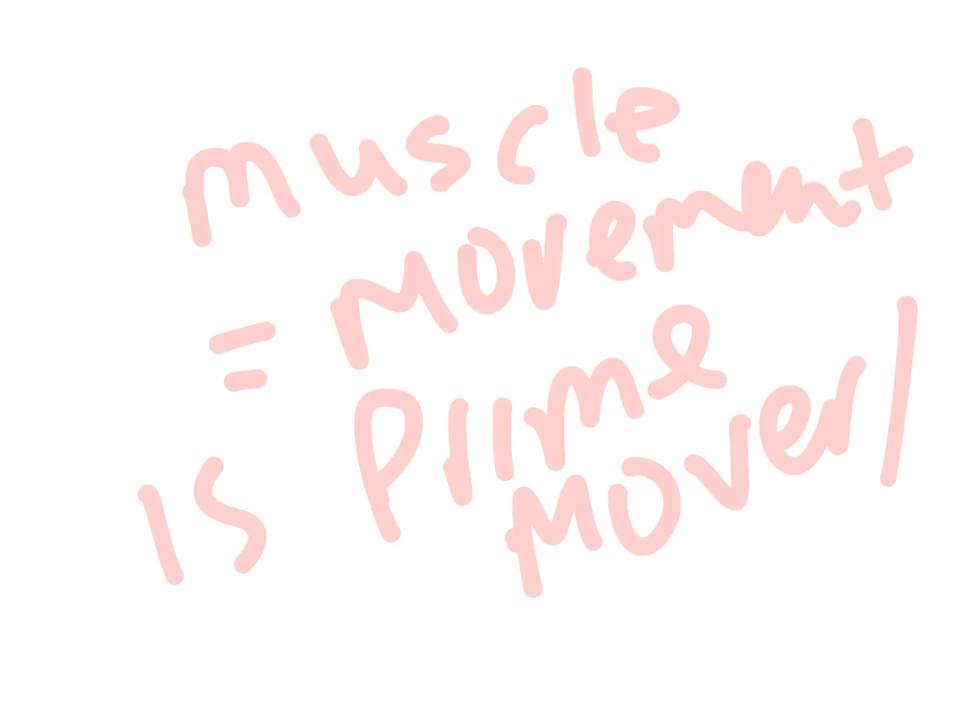 muscle
= movement
is prime
mover/